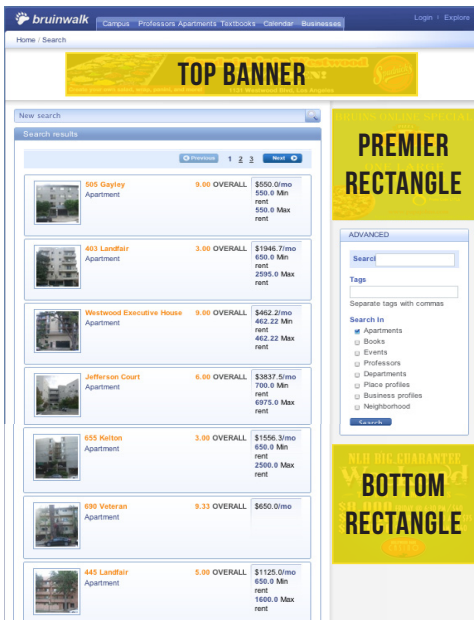 bruinwalk
Campus Professors Apartments Textbooks Calendar Businesses
Login | Explore
Home / Search
TOP BANNER
1131 Westwood Blvd, Los Angeles
New search
Search results
Previous 1 2 3 Next
505 Gayley
Apartment
9.00 OVERALL
$550.0/mo
550.0 Min
rent
550.0 Max
rent
403 Landfair
Apartment
3.00 OVERALL
$1946.7/mo
650.0 Min
rent
2595.0 Max
rent
Westwood Executive House
Apartment
9.00 OVERALL
$462.2/mo
462.22 Min
rent
462.22 Max
rent
Jefferson Court
Apartment
6.00 OVERALL
$3837.5/mo
700.0 Min
rent
6975.0 Max
rent
655 Kelton
Apartment
3.00 OVERALL
$1556.3/mo
650.0 Min
rent
2500.0 Max
rent
690 Veteran
Apartment
9.33 OVERALL
$650.0/mo
445 Landfair
Apartment
5.00 OVERALL
$1125.0/mo
650.0 Min
rent
1600.0 Max
rent
BRUINS ONLINE SPECIAL
PREMIER
RECTANGLE
ADVANCED
Searcl
Tags
Separate tags with commas
Search In
Apartments
Books
Events
Professors
Departments
Place profiles
Business profiles
Neighborhood
Search
NLH BIG GUARANTEE
BOTTOM
RECTANGLE